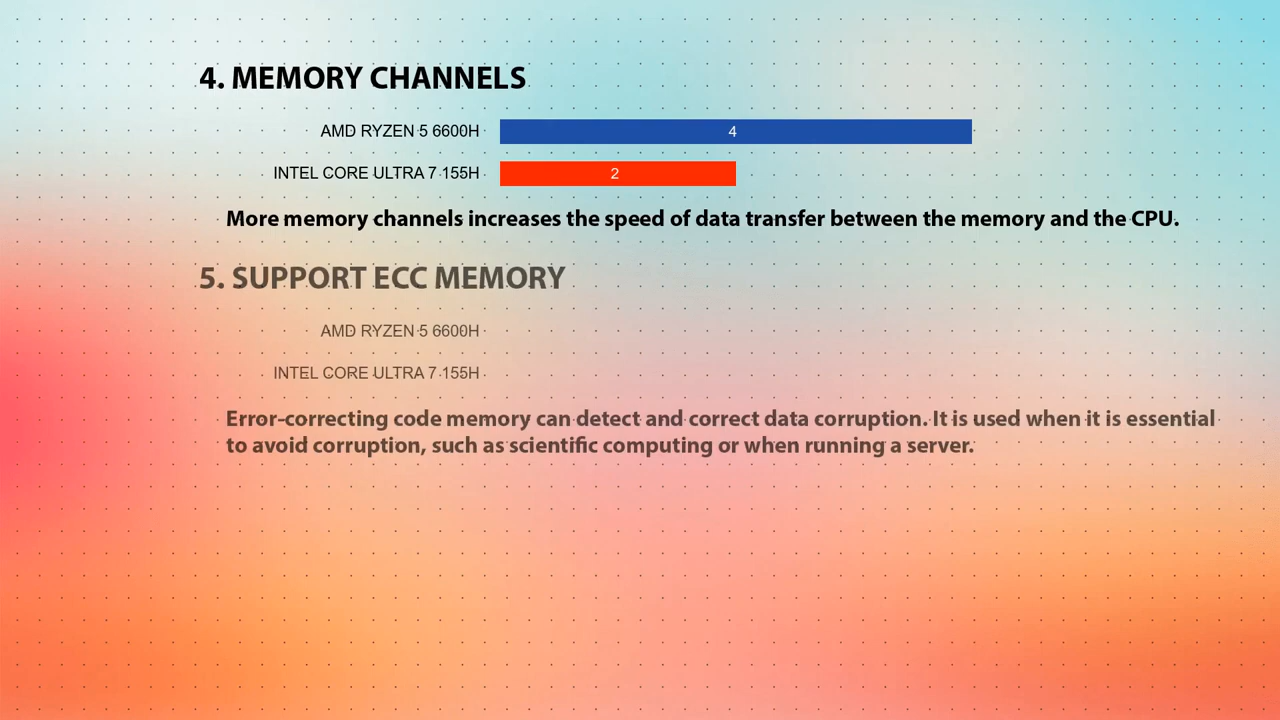 4. MEMORY CHANNELS
AMD RYZEN 5 6600H
4
INTEL CORE ULTRA 7 155H
2
More memory channels increases the speed of data transfer between the memory and the CPU.
5. SUPPORT ECC MEMORY
AMD RYZEN 5 6600H
INTEL CORE ULTRA 7 155H
Error-correcting code memory can detect and correct data corruption. It is used when it is essential
to avoid corruption, such as scientific computing or when running a server.